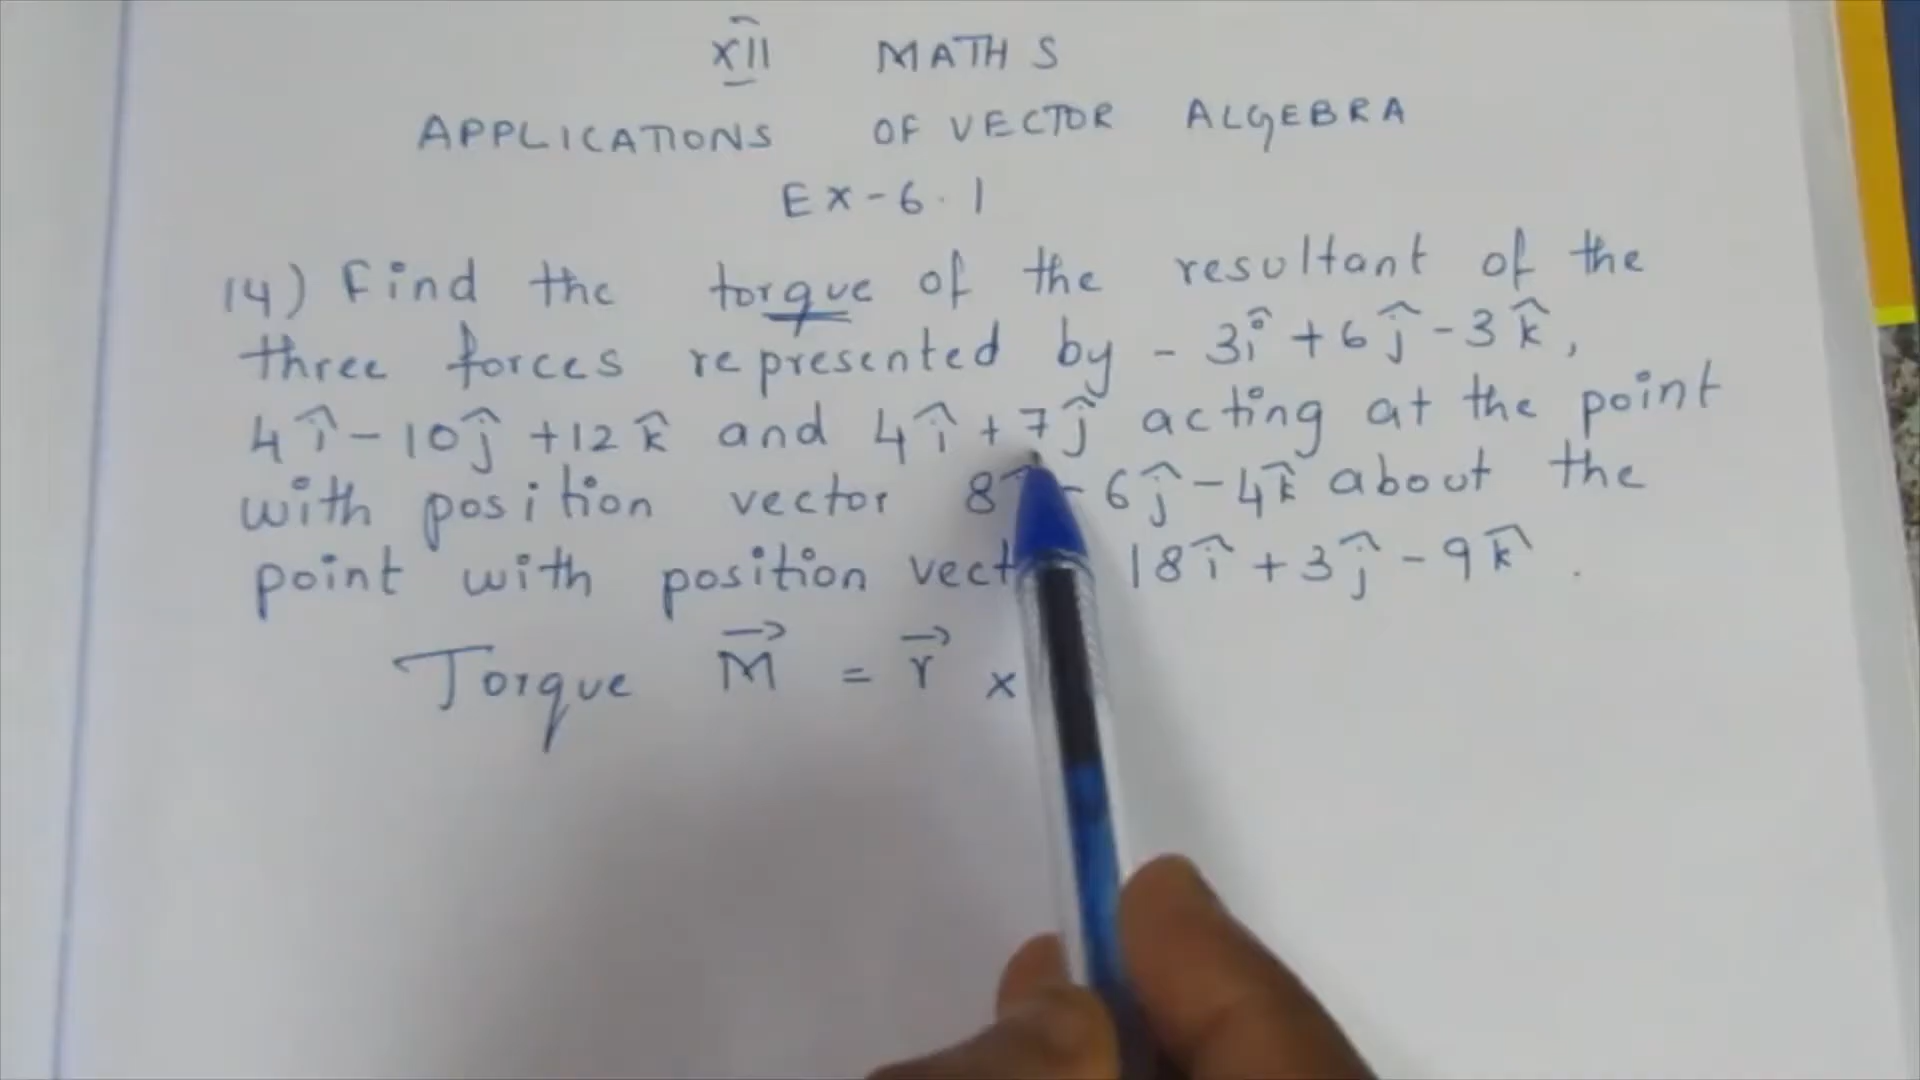 XII MATHS
APPLICATIONS OF VECTOR ALGEBRA
Ex-6.1
14) Find the torque of the resultant of the
three forces represented by -3î+6ĵ-3k̂,
4î-10ĵ+12k̂ and 4î+7ĵ acting at the point
with position vector 8î-6ĵ-4k̂ about the
point with position 18î+3ĵ-9k̂.
Torque M⃗ = r⃗ ×